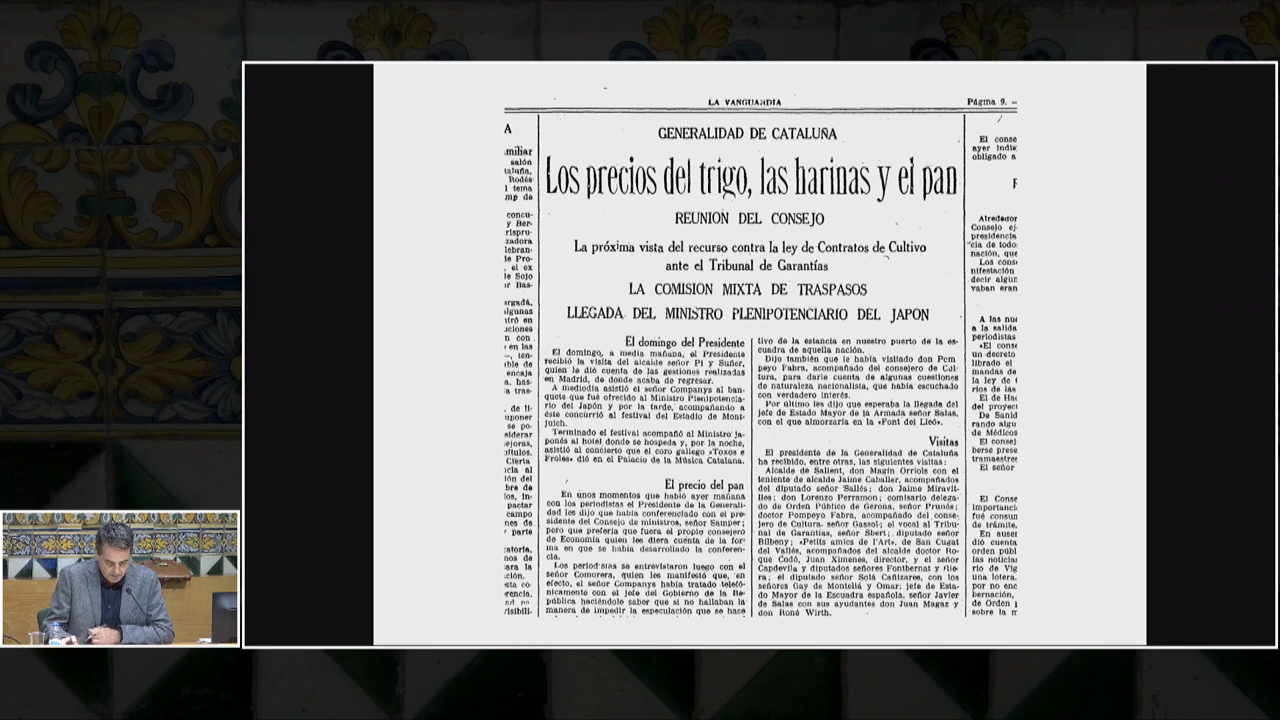 LA VANGUARDIA
Página 9. —
GENERALIDAD DE CATALUÑA
Los precios del trigo, las harinas y el pan
REUNION DEL CONSEJO
La próxima vista del recurso contra la ley de Contratos de Cultivo
ante el Tribunal de Garantías
LA COMISION MIXTA DE TRASPASOS
LLEGADA DEL MINISTRO PLENIPOTENCIARIO DEL JAPON
El domingo del Presidente
El domingo, a media mañana, el Presidente
recibió la visita del alcalde señor Pi y Suñer,
quien le dió cuenta de las gestiones realizadas
en Madrid, de donde acaba de regresar.
A mediodía asistió el señor Companys al ban-
quete que fué ofrecido al Ministro Plenipotencia-
rio del Japón y por la tarde, acompañando a
éste concurrió al festival del Estadio de Mont-
juich.
Terminado el festival acompañó al Ministro ja-
ponés al hotel donde se hospeda y, por la noche,
asistió al concierto que el coro gallego «Toxos e
Froles» dió en el Palacio de la Música Catalana.
El precio del pan
En unos momentos que habló ayer mañana
con los periodistas el Presidente de la Generali-
dad les dijo que había conferenciado con el pre-
sidente del Consejo de ministros, señor Samper;
pero que prefería que fuera el propio consejero
de Economía quien les diera cuenta de la for-
ma en que se había desarrollado la conferen-
cia.
Los periodistas se entrevistaron luego con el
señor Comorera, quien les manifestó que, en
efecto, el señor Companys había tratado telefó-
nicamente con el jefe del Gobierno de la Re-
pública haciéndole saber que si no hallaban la
manera de impedir la especulación que se hace
tivo de la estancia en nuestro puerto de la es-
cuadra de aquella nación.
Dijo también que le había visitado don Pom
peyo Fabra, acompañado del consejero de Cul-
tura, para darle cuenta de algunas cuestiones
de naturaleza nacionalista, que había escuchado
con verdadero interés.
Por último les dijo que esperaba la llegada del
jefe de Estado Mayor de la Armada señor Salas,
con el que almorzaría en la «Font del Lleó».
Visitas
El presidente de la Generalidad de Cataluña
ha recibido, entre otras, las siguientes visitas:
Alcalde de Sallent, don Magín Orriols con el
teniente de alcalde Jaime Caballer, acompañados
del diputado señor Sallés; don Jaime Miravit-
lles; don Lorenzo Perramon; comisario delega-
do de Orden Público de Gerona, señor Prunés;
doctor Pompeyo Fabra, acompañado del conse-
jero de Cultura, señor Gassol; el vocal al Tribu-
nal de Garantías, señor Sbert; diputado señor
Bilbeny; «Petits amics de l'Art», de San Cugat
del Vallés, acompañados del alcalde doctor Ro-
que Codó, Juan Ximenes, director, y el señor
Capdevila y diputados señores Fontbernat y Rie-
ra; el diputado señor Solá Cañizares, con los
señores Gay de Montellá y Omar; jefe de Esta-
do Mayor de la Escuadra española, señor Javier
de Salas con sus ayudantes don Juan Magaz y
don Roné Wirth.